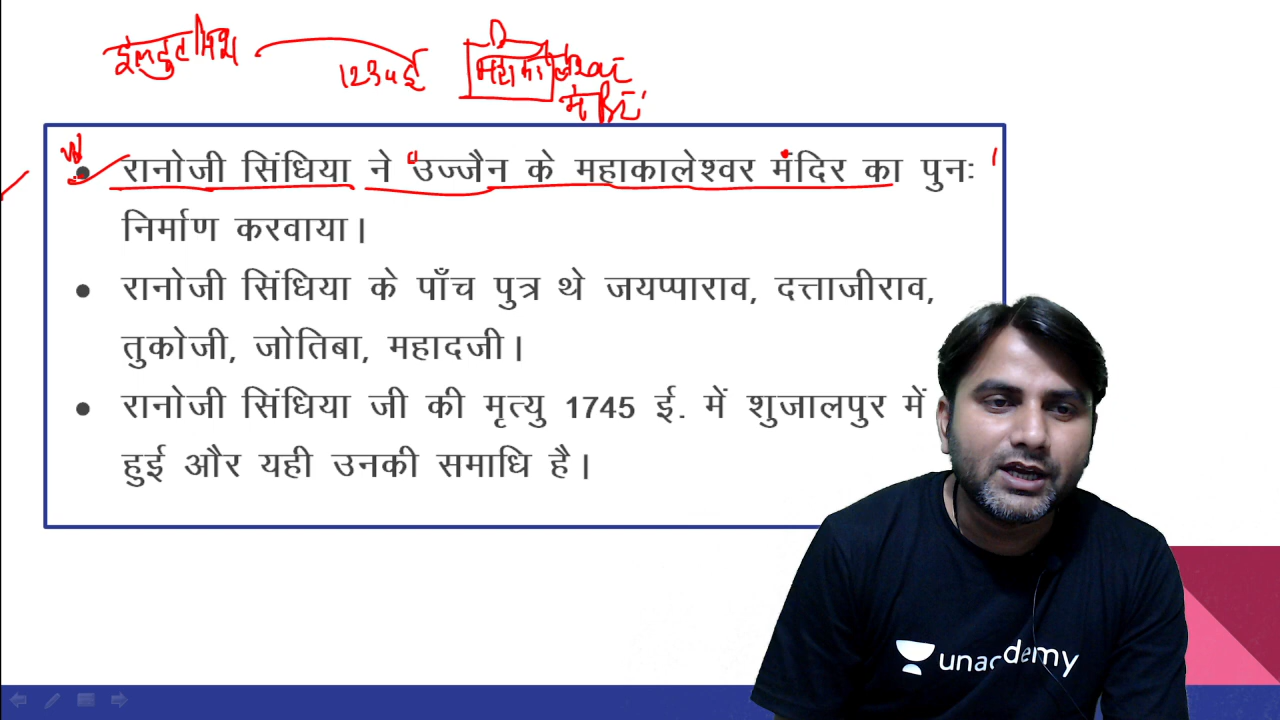 इल्तुतमिश 1234 ई महाकालेश्वर
मंदिर
• रानोजी सिंधिया ने उज्जैन के महाकालेश्वर मंदिर का पुनः
निर्माण करवाया।
• रानोजी सिंधिया के पाँच पुत्र थे जयप्पाराव, दत्ताजीराव,
तुकोजी, जोतिबा, महादजी।
• रानोजी सिंधिया जी की मृत्यु 1745 ई. में शुजालपुर में
हुई और यही उनकी समाधि है।
unacademy